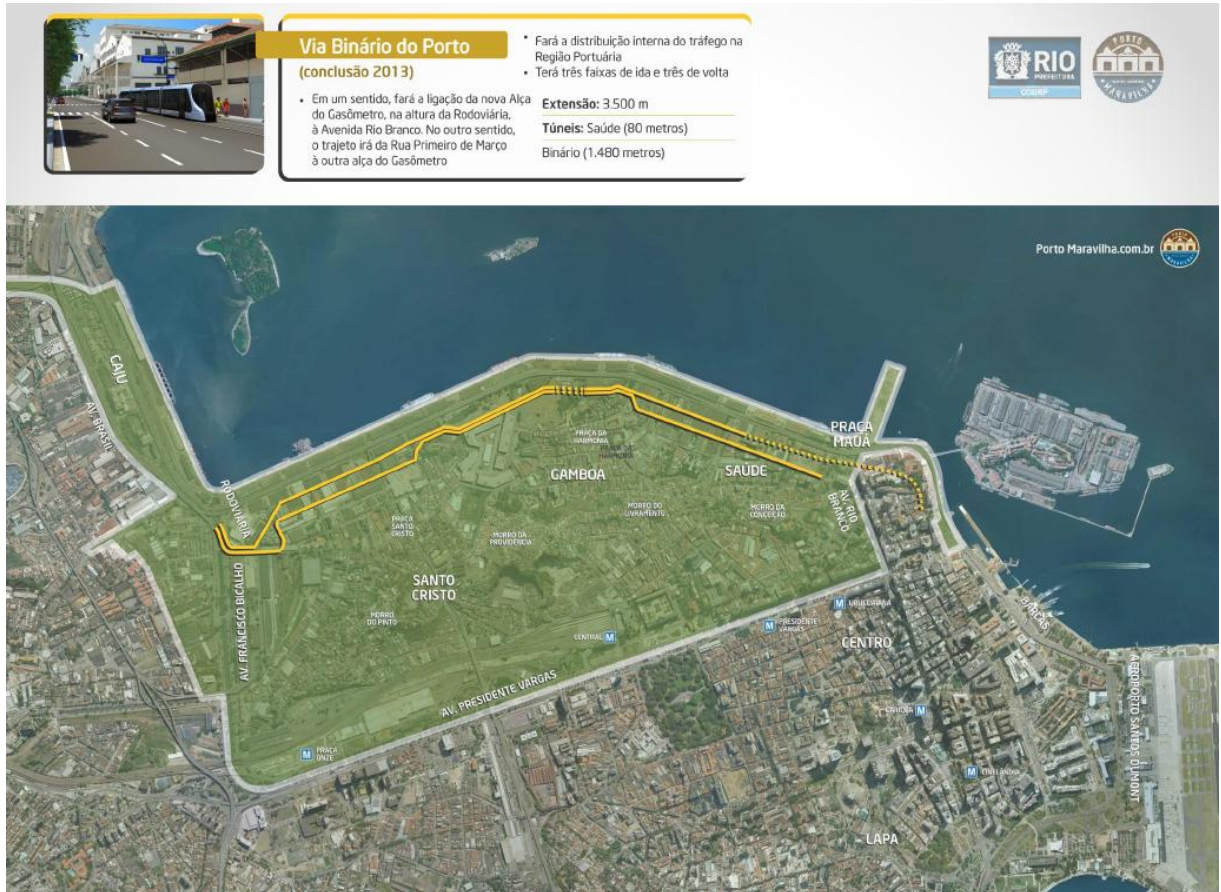 Via Binário do Porto
(conclusão 2013)
• Em um sentido, fará a ligação da nova Alça
do Gasômetro, na altura da Rodoviária,
à Avenida Rio Branco. No outro sentido,
o trajeto irá da Rua Primeiro de Março
à outra alça do Gasômetro
• Fará a distribuição interna do tráfego na
Região Portuária
• Terá três faixas de ida e três de volta
Extensão: 3.500 m
Túneis: Saúde (80 metros)
Binário (1.480 metros)
RIO
PREFEITURA
CDURP
PORTO
MARAVILHA
Porto Maravilha.com.br
CAJU
AV. BRASIL
RODOVIÁRIA
AV. FRANCISCO BICALHO
PRAÇA
SANTO
CRISTO
SANTO
CRISTO
MORRO
DO PINTO
MORRO DA
PROVIDÊNCIA
PRAÇA DA
HARMONIA
GAMBOA
MORRO DO
LIVRAMENTO
SAÚDE
MORRO DA
CONCEIÇÃO
PRAÇA
MAUÁ
AV. RIO
BRANCO
CENTRAL M
M PRESIDENTE
VARGAS
M URUGUAIANA
CENTRO
AV. PRESIDENTE VARGAS
M PRAÇA
ONZE
BARCAS
AEROPORTO SANTOS DUMONT
M
M CINELÂNDIA
LAPA